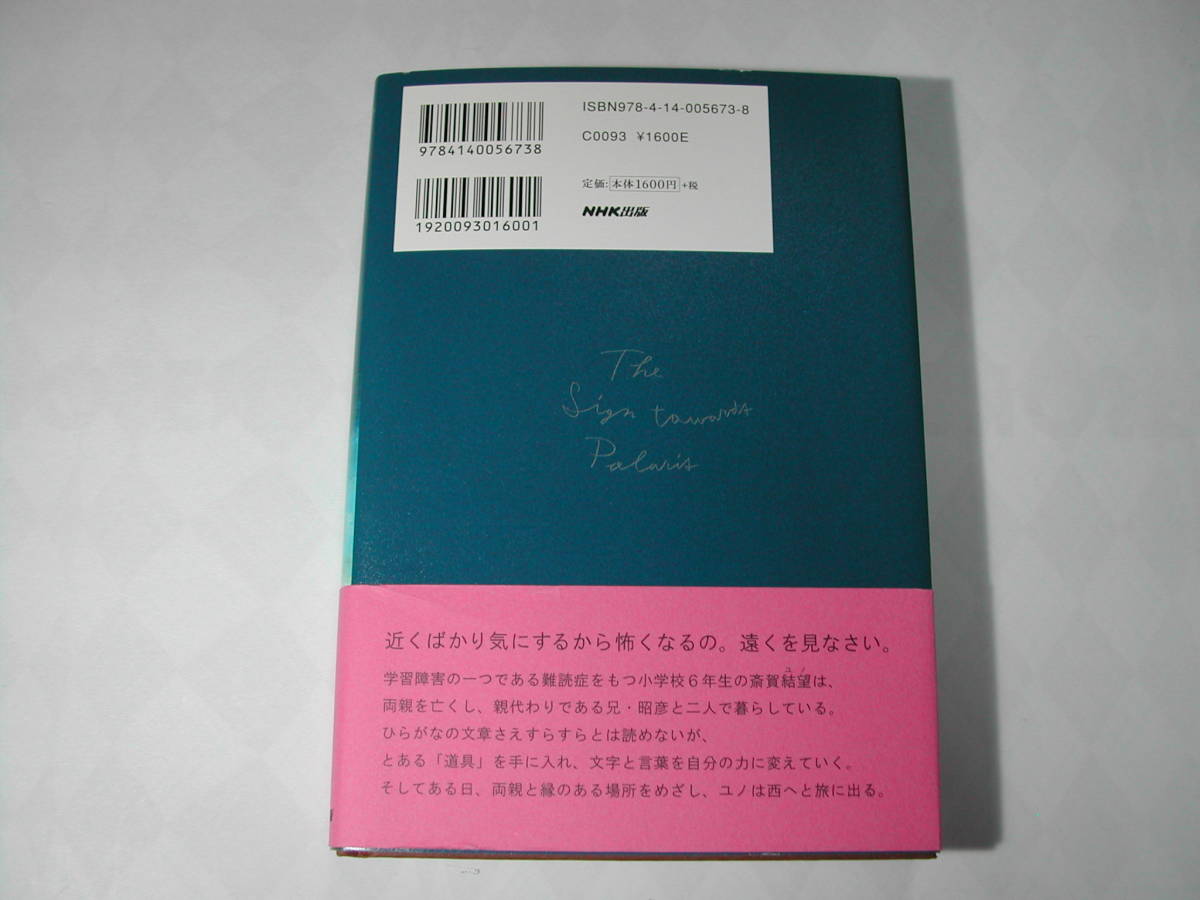 ISBN978-4-14-005673-8
C0093 ¥1600E
9784140056738
定価:本体1600円+税
NHK出版
1920093016001
The
Sign towards
Polaris
近くばかり気にするから怖くなるの。遠くを見なさい。
ユノ
学習障害の一つである難読症をもつ小学校6年生の斎賀結望は、
両親を亡くし、親代わりである兄・昭彦と二人で暮らしている。
ひらがなの文章さえすらすらとは読めないが、
とある「道具」を手に入れ、文字と言葉を自分の力に変えていく。
そしてある日、両親と縁のある場所をめざし、ユノは西へと旅に出る。